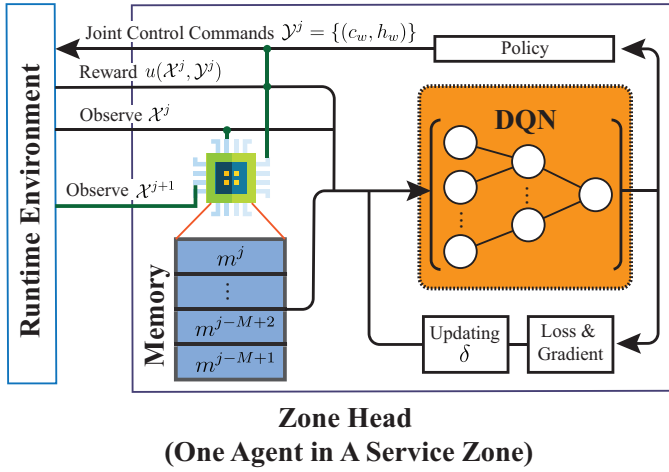 Joint Control Commands 𝒴^j = {(c_w, h_w)}
Policy
Reward u(𝒳^j, 𝒴^j)
Observe 𝒳^j
DQN
Observe 𝒳^{j+1}
Runtime Environment
Memory
m^j
⋮
m^{j−M+2}
m^{j−M+1}
Updating
δ
Loss &
Gradient
Zone Head
(One Agent in A Service Zone)